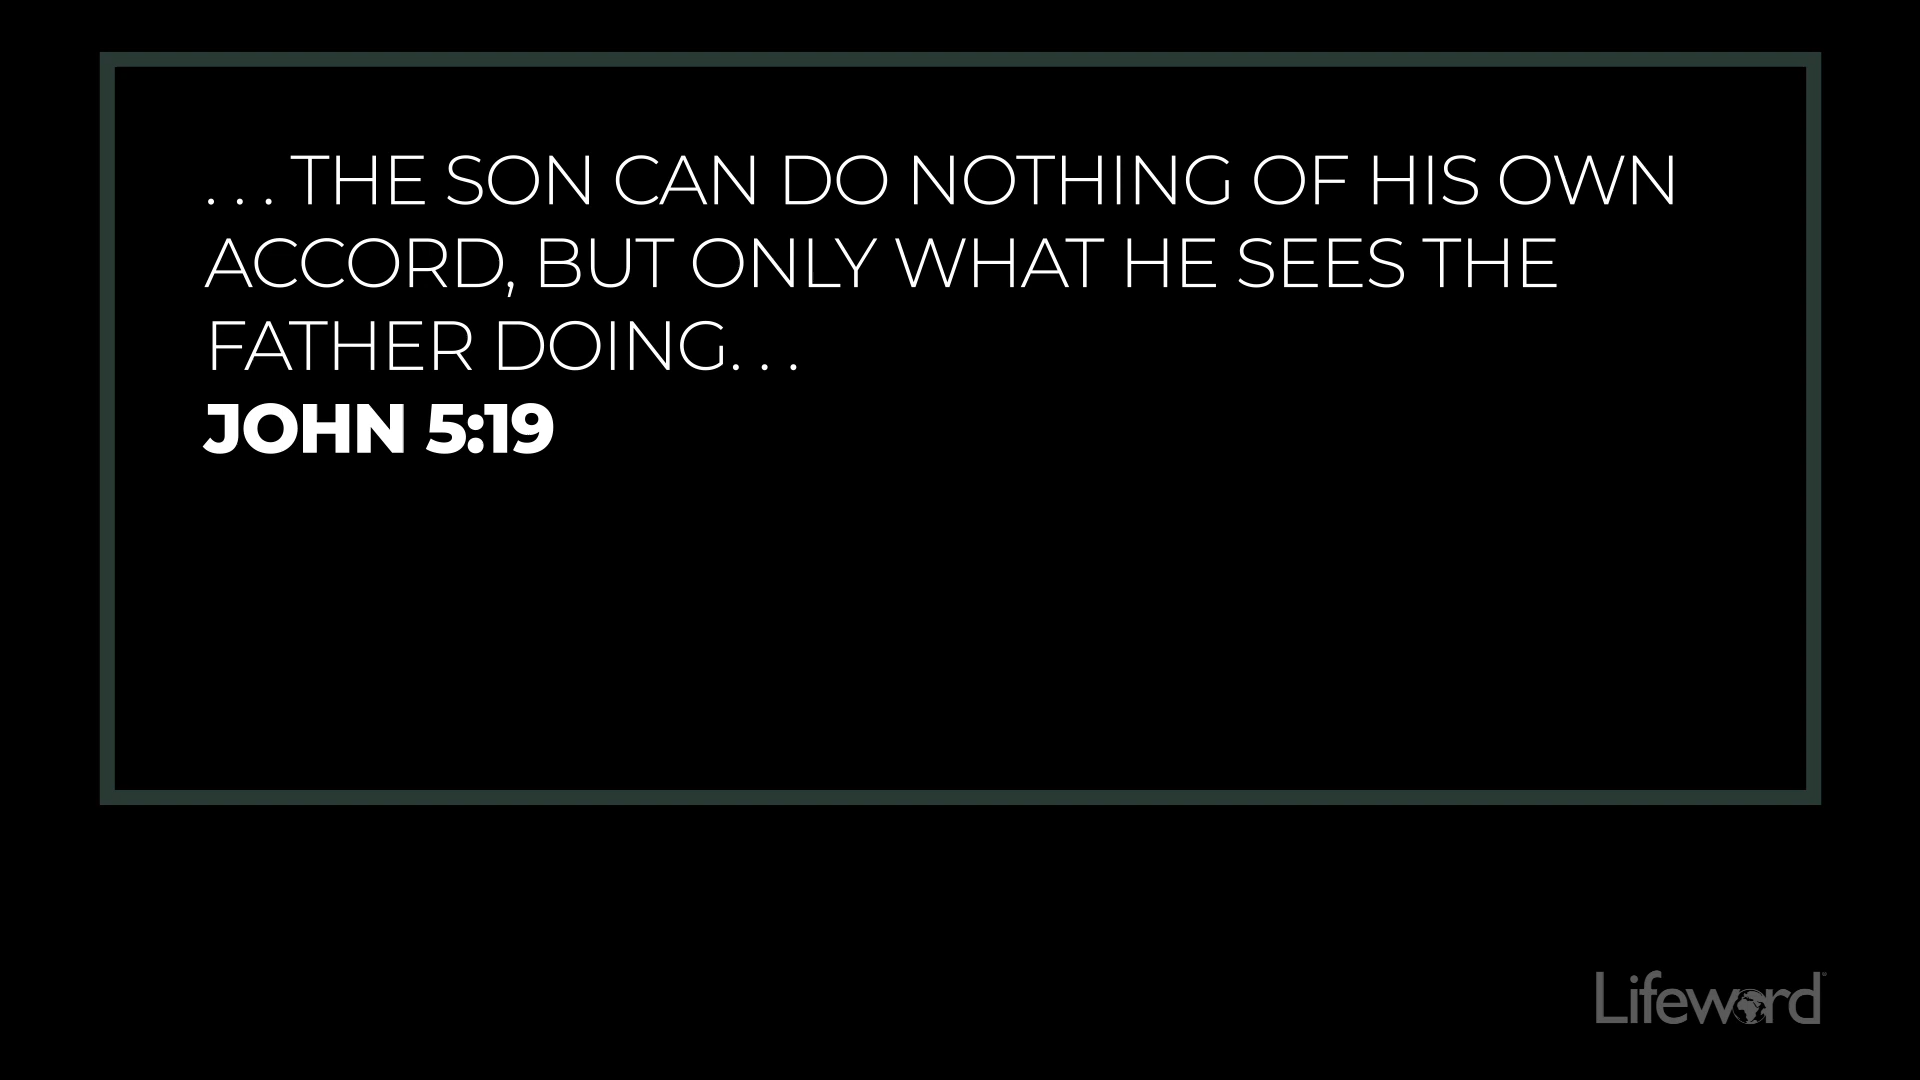 . . . THE SON CAN DO NOTHING OF HIS OWN
ACCORD, BUT ONLY WHAT HE SEES THE
FATHER DOING. . .
JOHN 5:19
Lifeword